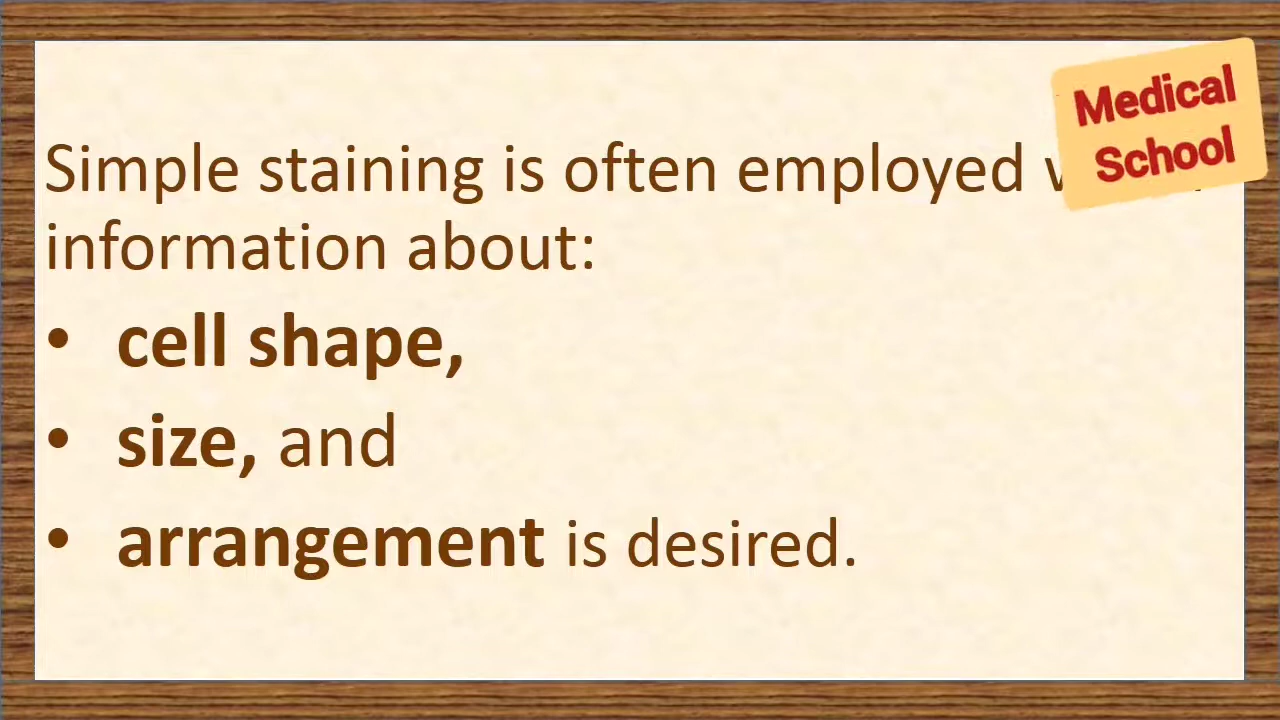 Simple staining is often employed
information about:
• cell shape,
• size, and
• arrangement is desired.
Medical
School